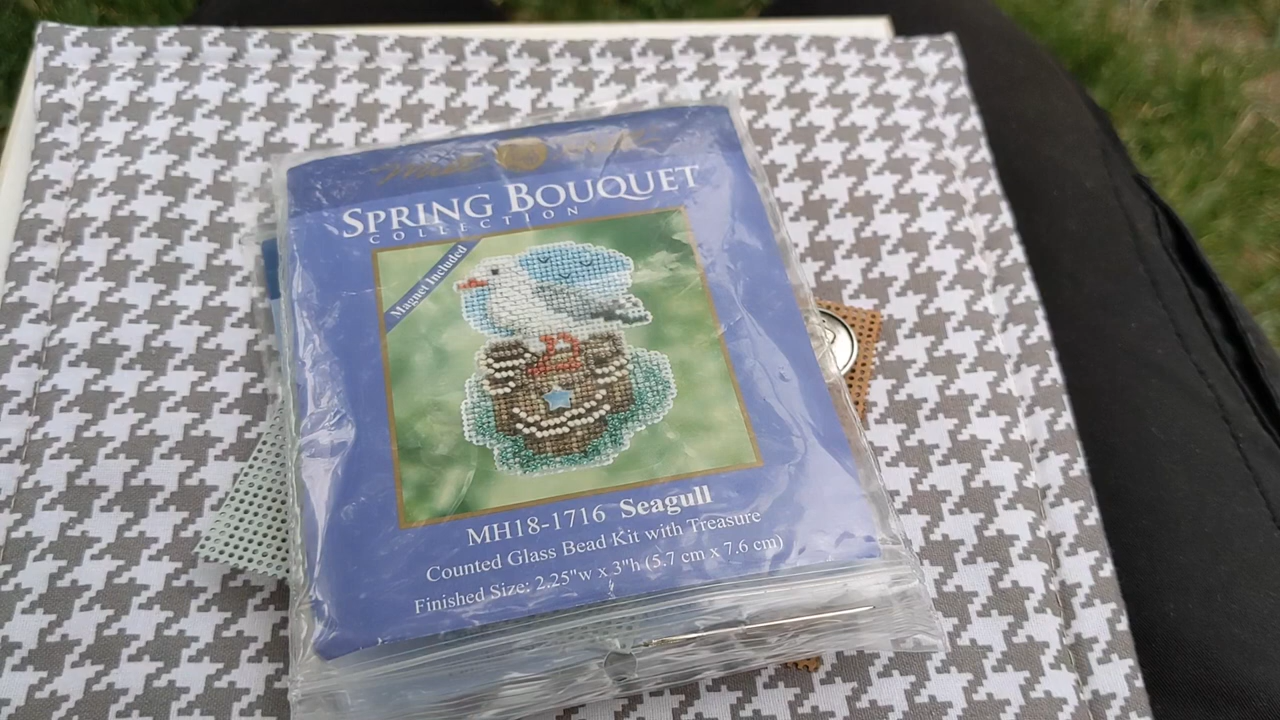 SPRING BOUQUET
COLLECTION
Magnet Included
MH18-1716 Seagull
Counted Glass Bead Kit with Treasure
Finished Size: 2.25"w x 3"h (5.7 cm x 7.6 cm)